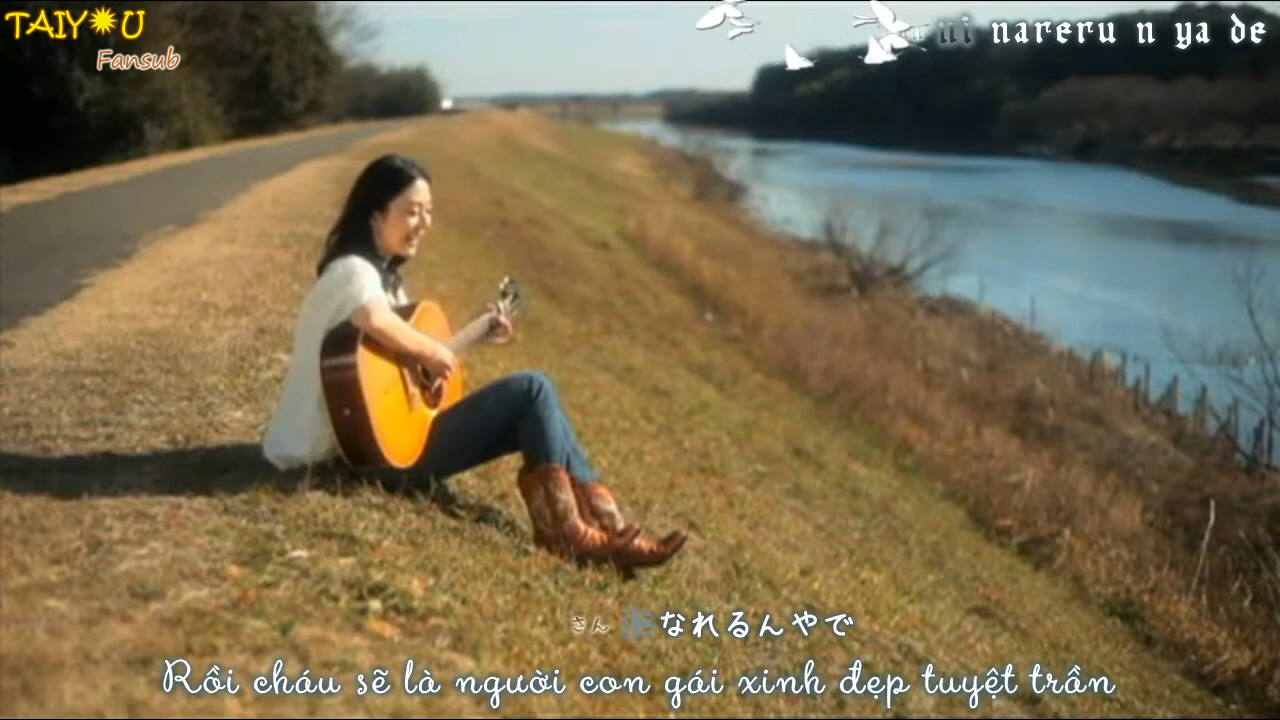 TAIYOU
Fansub
ni nareru n ya de
さん になれるんやで
Rồi cháu sẽ là người con gái xinh đẹp tuyệt trần